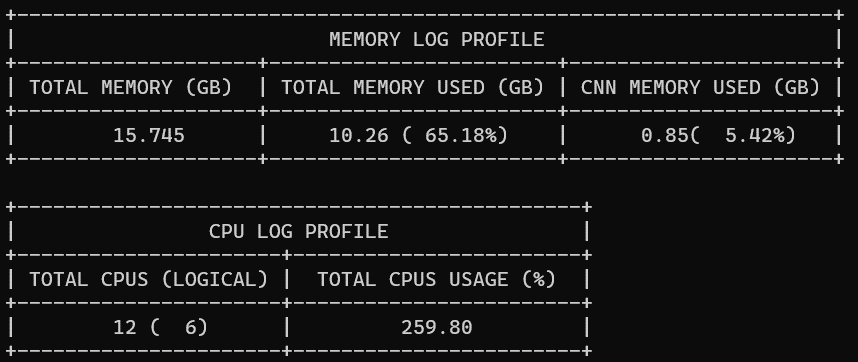 MEMORY LOG PROFILE
TOTAL MEMORY (GB) | TOTAL MEMORY USED (GB) | CNN MEMORY USED (GB)
15.745 | 10.26 ( 65.18%) | 0.85(  5.42%)
CPU LOG PROFILE
TOTAL CPUS (LOGICAL) | TOTAL CPUS USAGE (%)
12 (  6) | 259.80